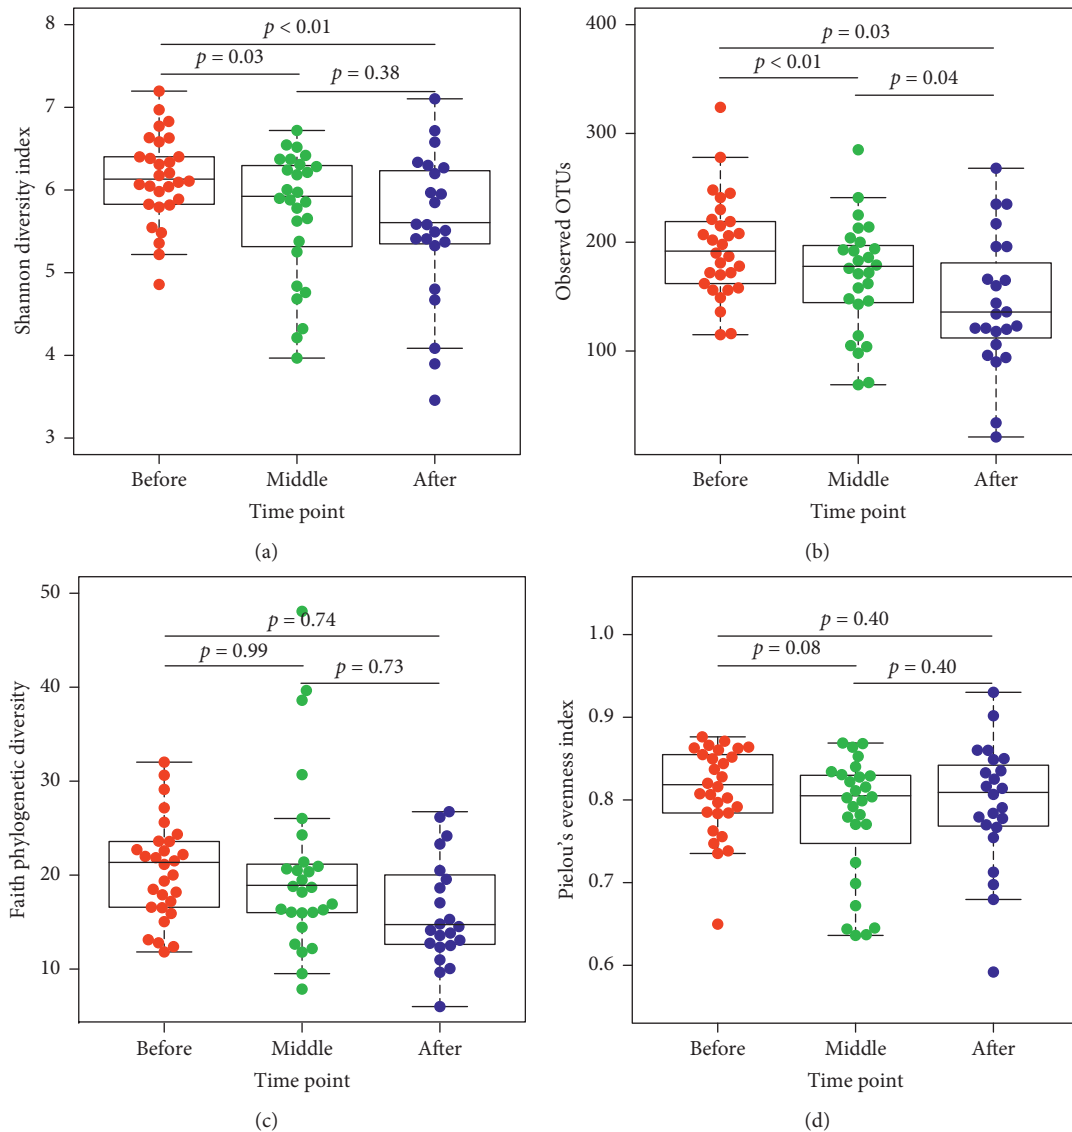 Shannon diversity index
8
7
6
5
4
3
p < 0.01
p = 0.03
p = 0.38
Before Middle After
Time point
(a)
Observed OTUs
400
300
200
100
p = 0.03
p < 0.01
p = 0.04
Before Middle After
Time point
(b)
Faith phylogenetic diversity
50
40
30
20
10
p = 0.74
p = 0.99
p = 0.73
Before Middle After
Time point
(c)
Pielou's evenness index
1.0
0.9
0.8
0.7
0.6
p = 0.40
p = 0.08
p = 0.40
Before Middle After
Time point
(d)